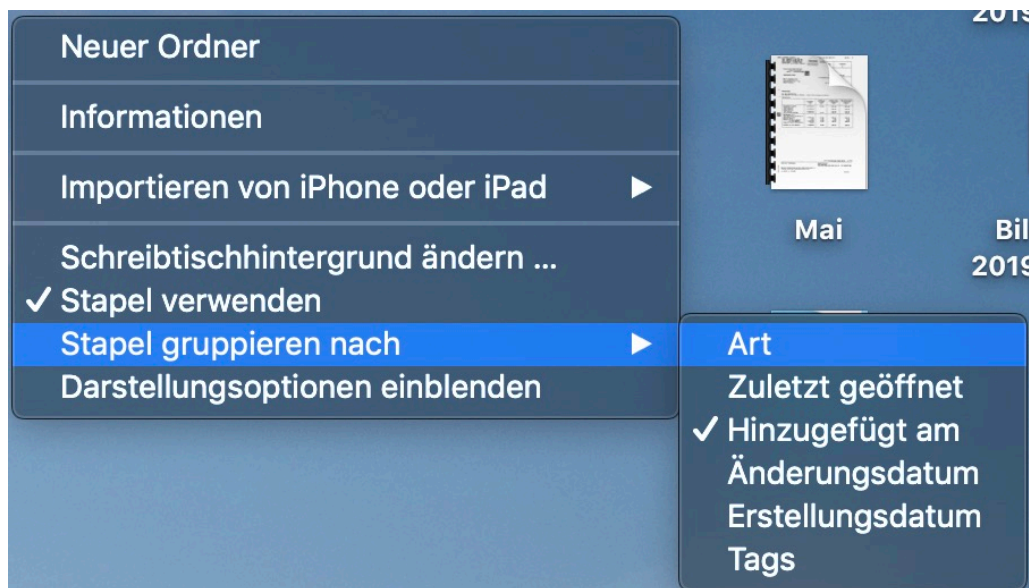 Neuer Ordner
Informationen
Importieren von iPhone oder iPad
Schreibtischhintergrund ändern ...
Stapel verwenden
Stapel gruppieren nach
Darstellungsoptionen einblenden
Art
Zuletzt geöffnet
Hinzugefügt am
Änderungsdatum
Erstellungsdatum
Tags
Mai